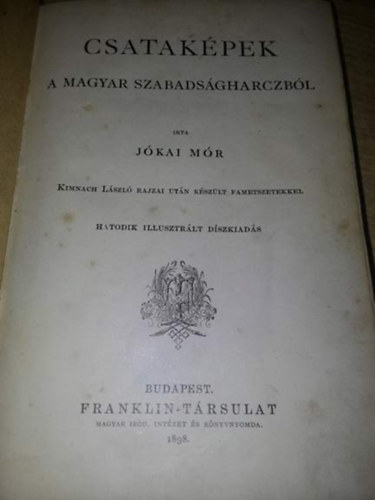 CSATAKÉPEK
A MAGYAR SZABADSÁGHARCZBÓL
IRTA
JÓKAI MÓR
KIMNACH LÁSZLÓ RAJZAI UTÁN KÉSZÜLT FAMETSZETEKKEL
HATODIK ILLUSZTRÁLT DÍSZKIADÁS
BUDAPEST.
FRANKLIN-TÁRSULAT
MAGYAR IROD. INTÉZET ÉS KÖNYVNYOMDA.
1898.